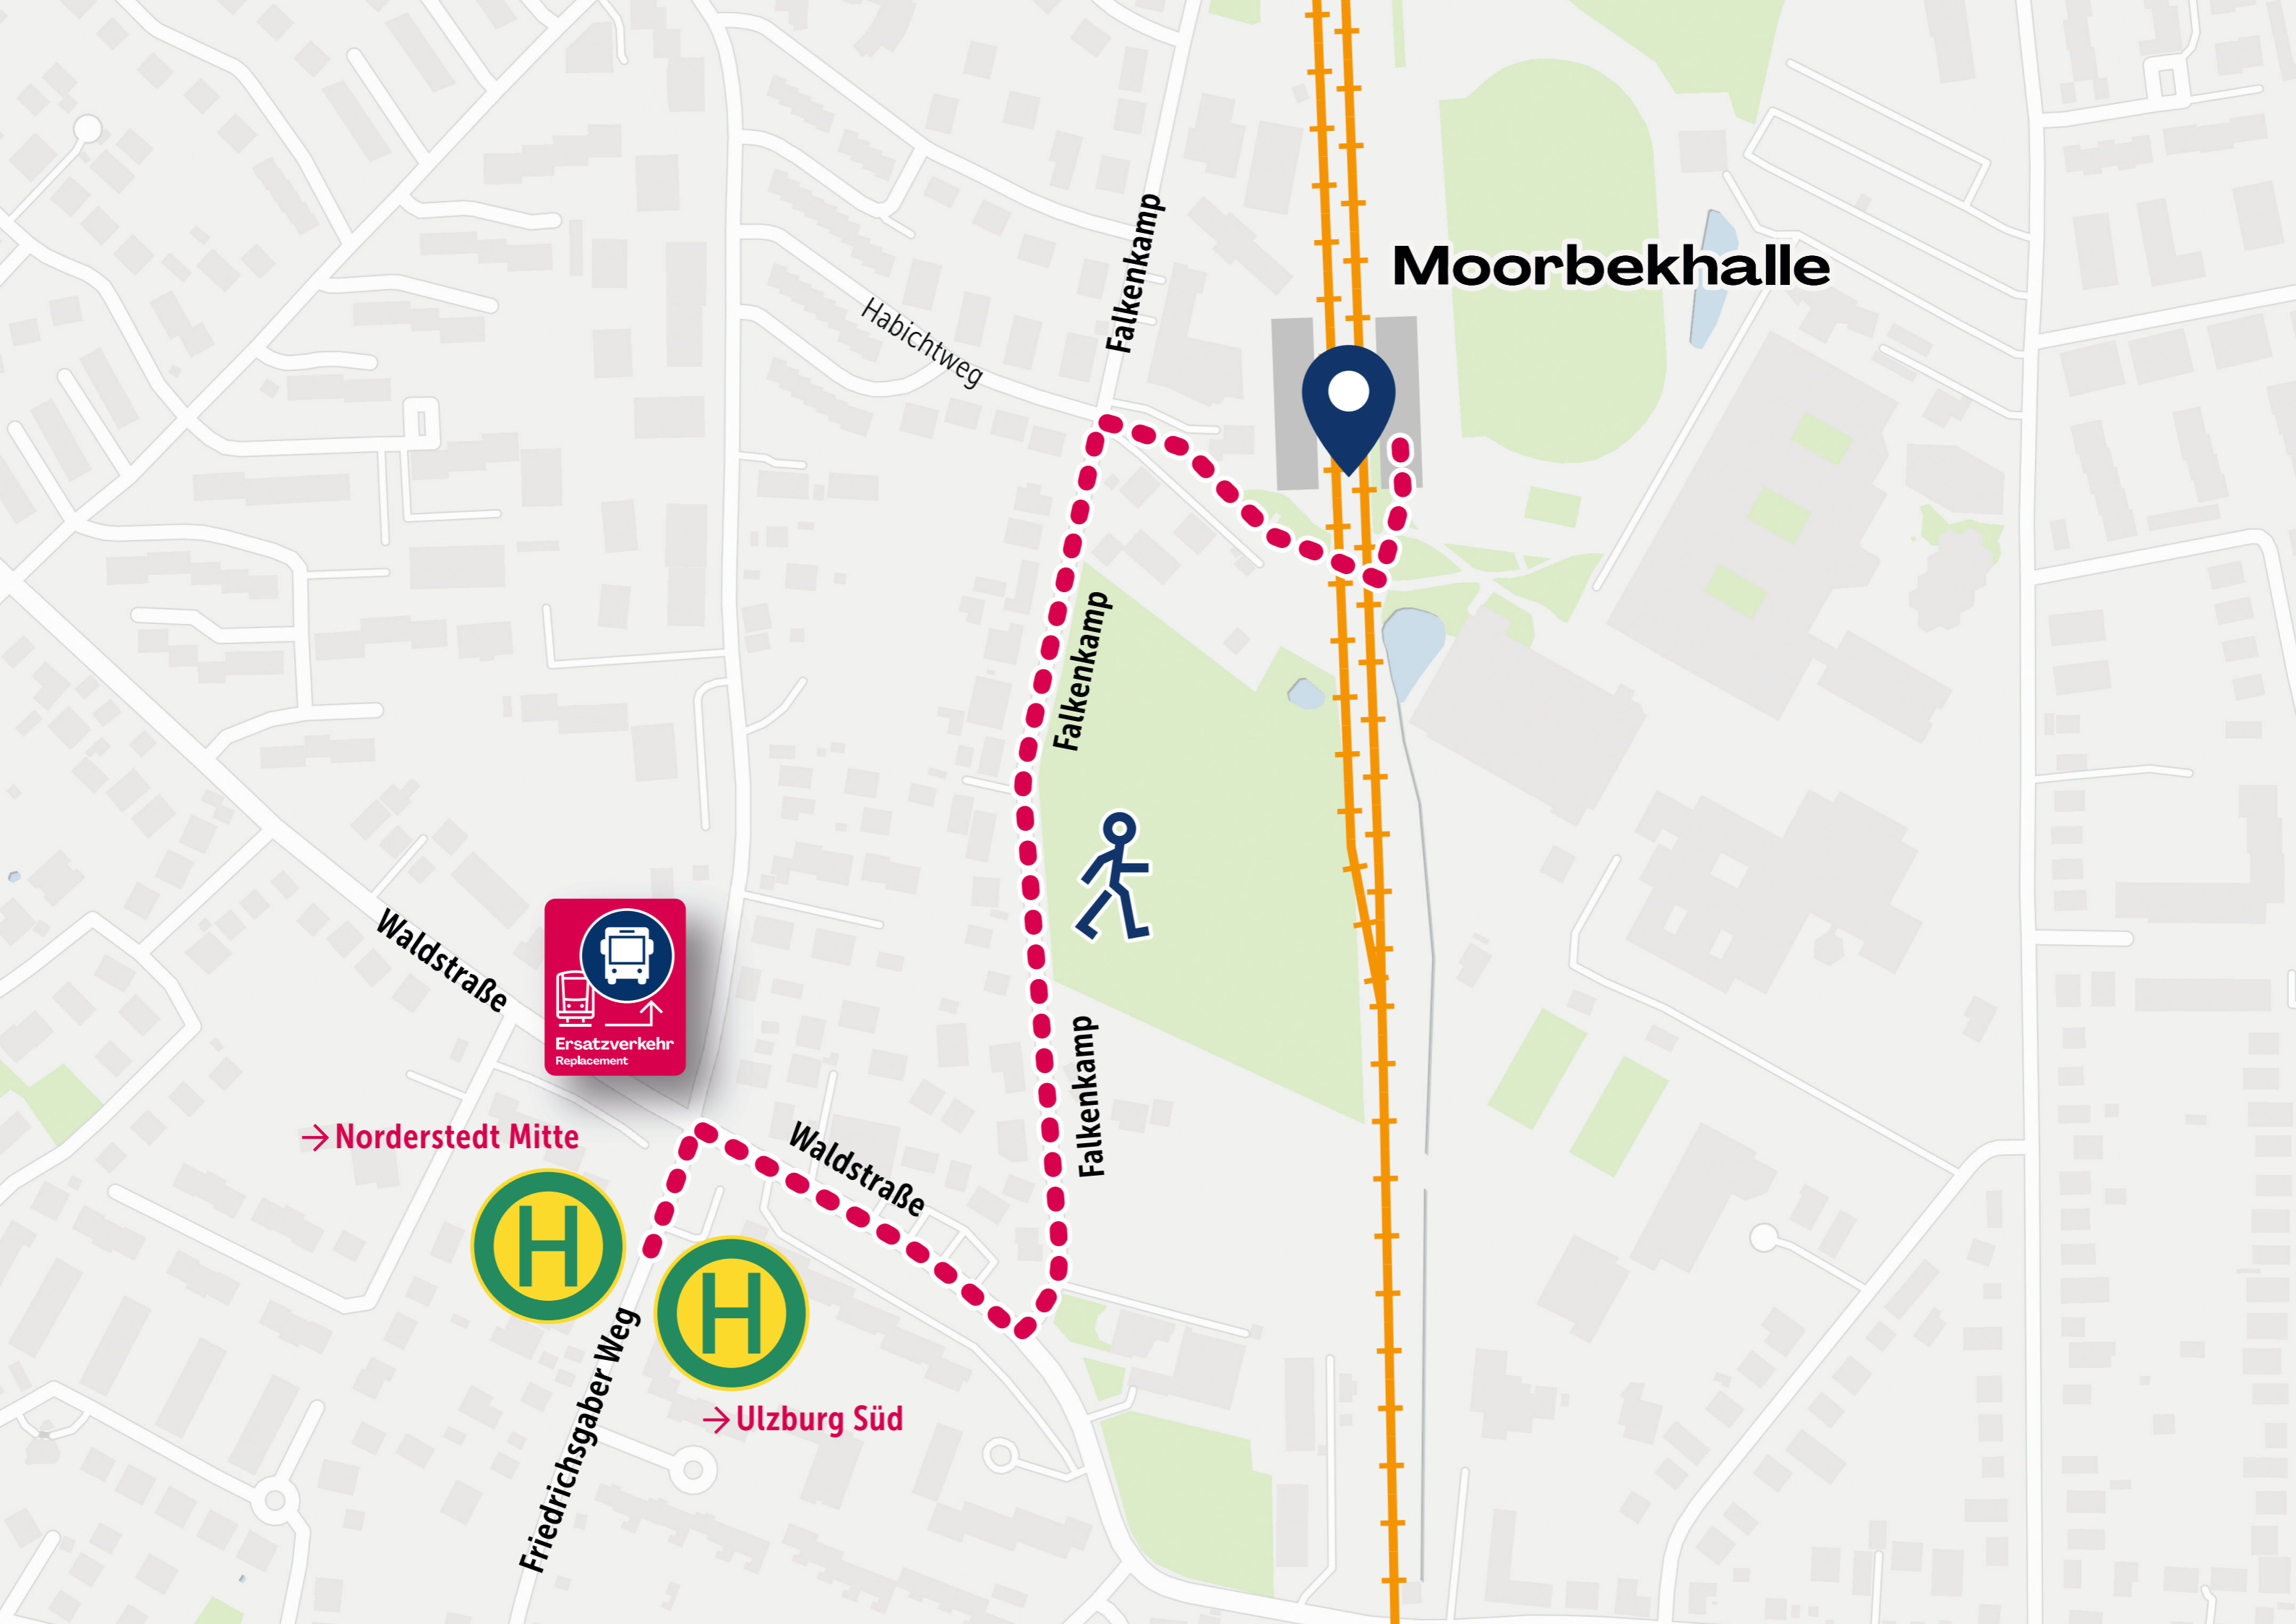 Moorbekhalle
Falkenkamp
Habichtweg
Falkenkamp
Waldstraße
Ersatzverkehr
Replacement
Falkenkamp
→ Norderstedt Mitte
Waldstraße
H
H
Friedrichsgaber Weg
→ Ulzburg Süd